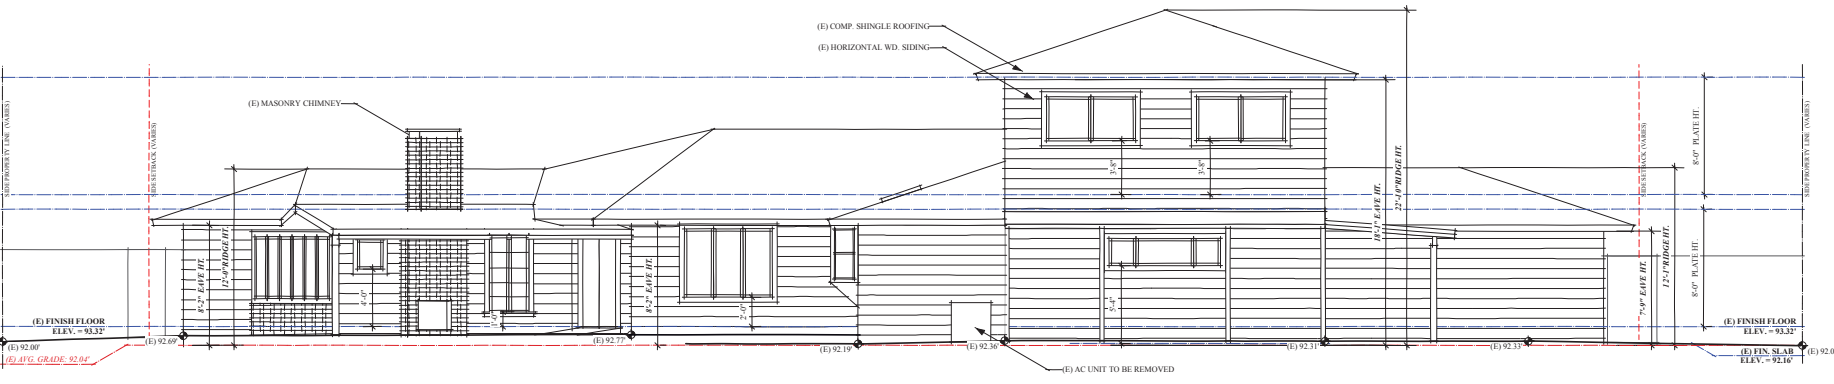 (E) COMP. SHINGLE ROOFING
(E) HORIZONTAL WD. SIDING
(E) MASONRY CHIMNEY
SIDE PROPERTY LINE (VARIES)
SIDE SETBACK (VARIES)
8'-2" EAVE HT.
12'-0" RIDGE HT.
4'-0"
1'-0"
8'-2" EAVE HT.
2'-0"
3'-8"
3'-8"
5'-4"
18'-1" EAVE HT.
22'-10" RIDGE HT.
7'-9" EAVE HT.
12'-1" RIDGE HT.
SIDE SETBACK (VARIES)
8'-0" PLATE HT.
8'-0" PLATE HT.
SIDE PROPERTY LINE (VARIES)
(E) FINISH FLOOR
ELEV. = 93.32'
(E) 92.00'
(E) AVG. GRADE: 92.04'
(E) 92.69'
(E) 92.77'
(E) 92.19'
(E) 92.36'
(E) AC UNIT TO BE REMOVED
(E) 92.31'
(E) 92.33'
(E) FINISH FLOOR
ELEV. = 93.32'
(E) FIN. SLAB
ELEV. = 92.16'
(E) 92.0